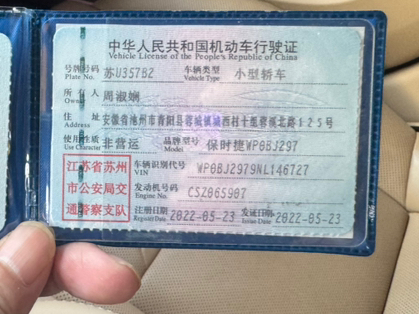 中华人民共和国机动车行驶证
Vehicle License of the People's Republic of China
号牌号码 苏U357B2 车辆类型 小型轿车
Plate No. Vehicle Type
所有人 周淑娴
Owner
住址 安徽省池州市青阳县蓉城镇城西村十里蓉溪北路125号
Address
使用性质 非营运 品牌型号 保时捷WP0BJ297
Use Character Model
江苏省苏州 车辆识别代号 WP0BJ2979NL146727
VIN
市公安局交 发动机号码 CSZ065907
Engine No.
通警察支队 注册日期 2022-05-23 发证日期 2022-05-23
Register Date Issue Date